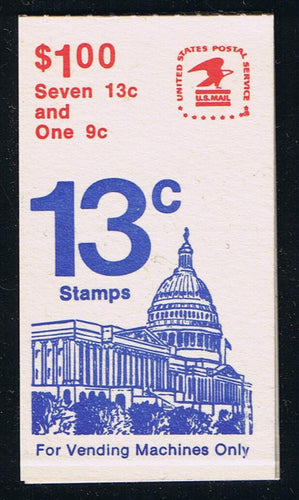 $1.00
Seven 13c
and
One 9c
UNITED STATES POSTAL SERVICE
U.S.MAIL
13c
Stamps
For Vending Machines Only